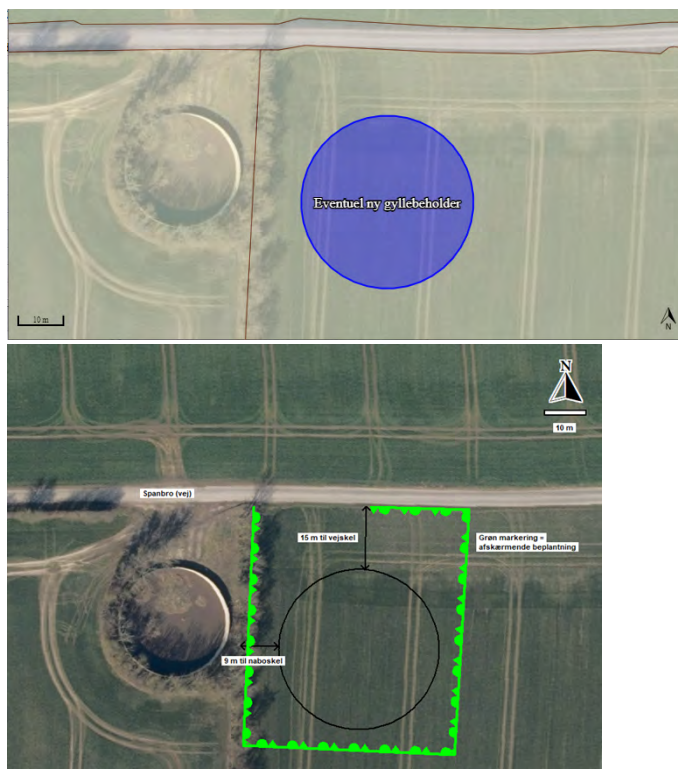 Eventuel ny gyllebeholder
10 m
N
N
10 m
Spanbro (vej)
15 m til vejskel
Grøn markering =
afskærmende beplantning
9 m til naboskel